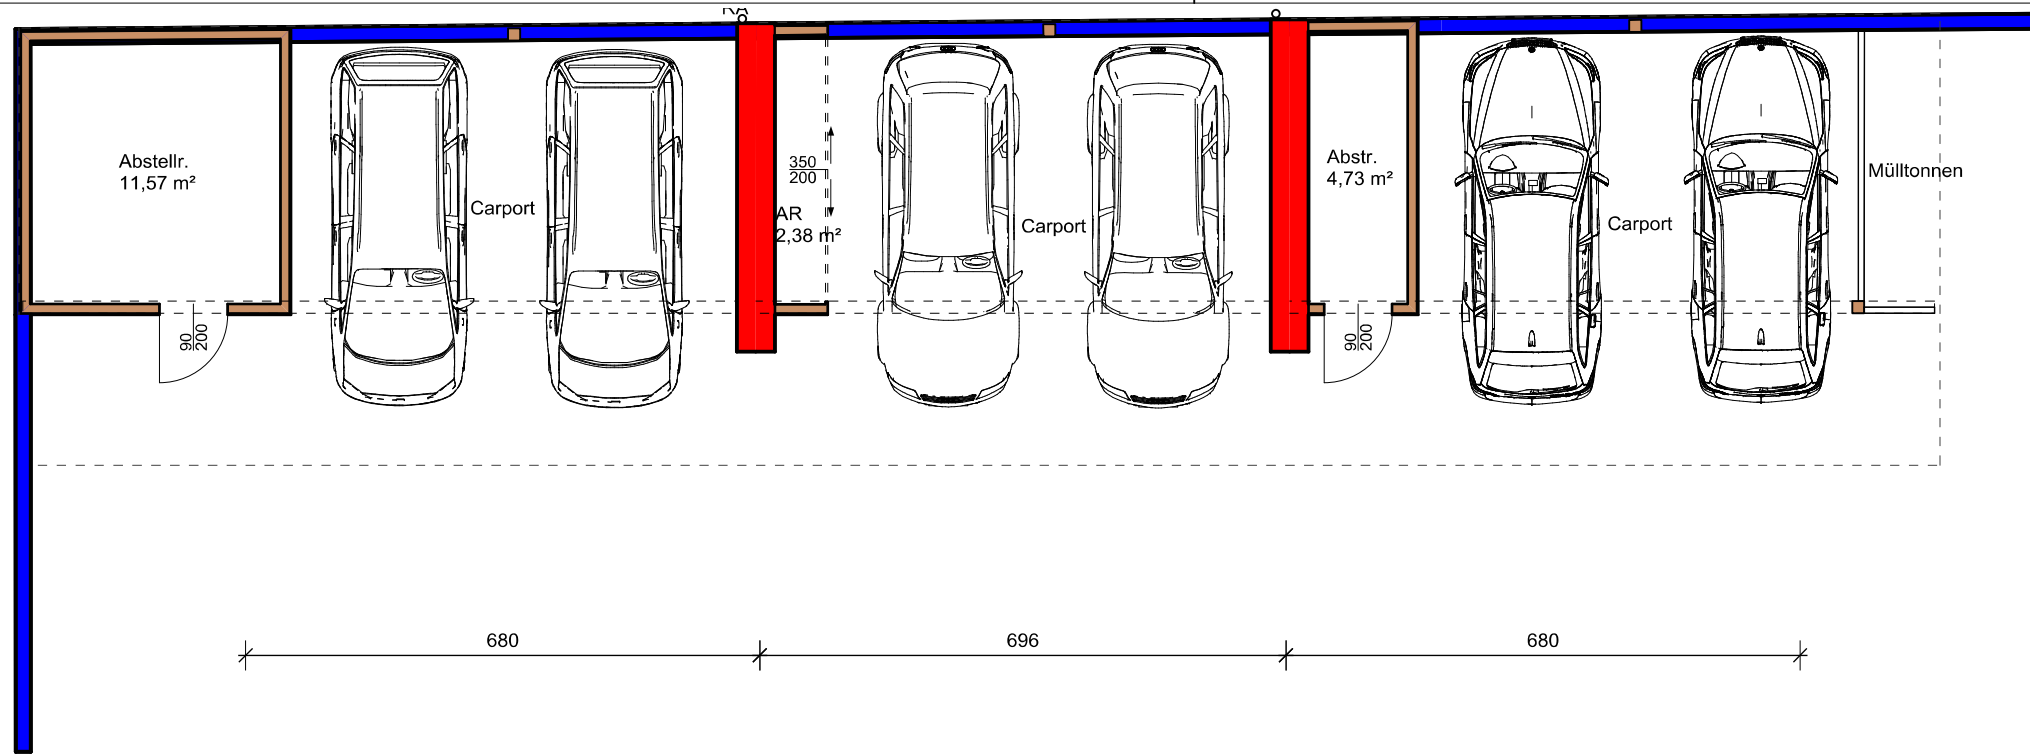 Abstellr.
11,57 m²
Carport
350
200
AR
2,38 m²
Carport
Abstr.
4,73 m²
Carport
Mülltonnen
90
200
90
200
680
696
680